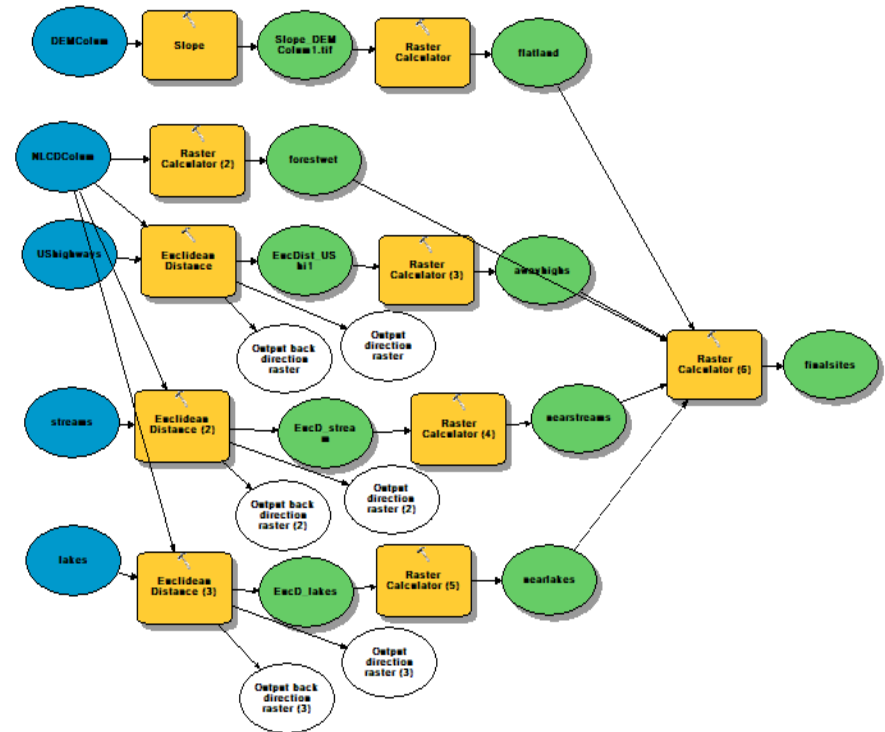 DEMColum
Slope
Slope_DEM
Colum1.tif
Raster
Calculator
flatland
NLCDColum
Raster
Calculator (2)
forestwet
UShighways
Euclidean
Distance
EucDist_US
hi1
Raster
Calculator (3)
awayhighs
Output back
direction
raster
Output
direction
raster
Raster
Calculator (6)
finalsites
streams
Euclidean
Distance (2)
EucD_strea
m
Raster
Calculator (4)
nearstreams
Output back
direction
raster (2)
Output
direction
raster (2)
lakes
Euclidean
Distance (3)
EucD_lakes
Raster
Calculator (5)
nearlakes
Output back
direction
raster (3)
Output
direction
raster (3)